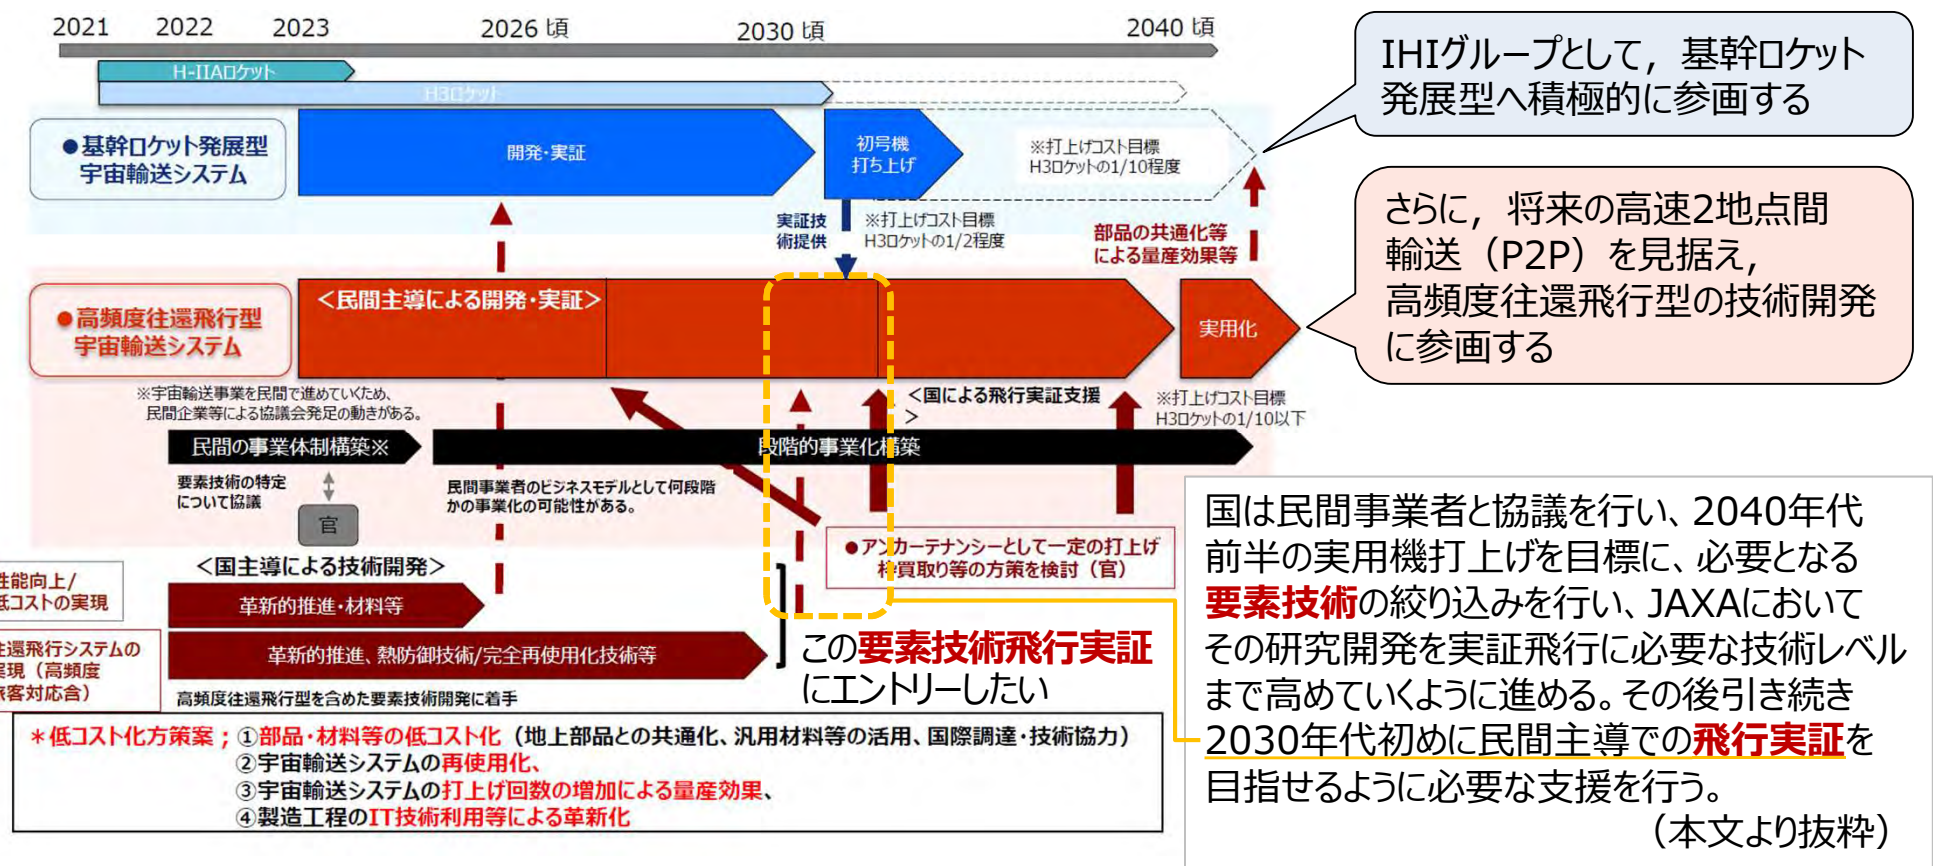 2021 2022 2023 2026 頃 2030 頃 2040 頃
H-IIAロケット
H3ロケット
●基幹ロケット発展型
宇宙輸送システム
開発・実証
初号機
打ち上げ
※打上げコスト目標
H3ロケットの1/10程度
実証技
術提供
※打上げコスト目標
H3ロケットの1/2程度
部品の共通化等
による量産効果等
●高頻度往還飛行型
宇宙輸送システム
＜民間主導による開発・実証＞
実用化
※宇宙輸送事業を民間で進めていくため、
民間企業等による協議会発足の動きがある。
＜国による飛行実証支援
＞
※打上げコスト目標
H3ロケットの1/10以下
民間の事業体制構築※
段階的事業化構築
要素技術の特定
について協議
官
民間事業者のビジネスモデルとして何段階
かの事業化の可能性がある。
●アンカーテナンシーとして一定の打上げ
枠買取り等の方策を検討（官）
＜国主導による技術開発＞
性能向上/
低コストの実現
革新的推進・材料等
往還飛行システムの
実現（高頻度
旅客対応含）
革新的推進、熱防御技術/完全再使用化技術等
高頻度往還飛行型を含めた要素技術開発に着手
この要素技術飛行実証
にエントリーしたい
＊低コスト化方策案；①部品・材料等の低コスト化（地上部品との共通化、汎用材料等の活用、国際調達・技術協力）
②宇宙輸送システムの再使用化、
③宇宙輸送システムの打上げ回数の増加による量産効果、
④製造工程のIT技術利用等による革新化
IHIグループとして，基幹ロケット
発展型へ積極的に参画する
さらに，将来の高速2地点間
輸送（P2P）を見据え，
高頻度往還飛行型の技術開発
に参画する
国は民間事業者と協議を行い、2040年代
前半の実用機打上げを目標に、必要となる
要素技術の絞り込みを行い、JAXAにおいて
その研究開発を実証飛行に必要な技術レベル
まで高めていくように進める。その後引き続き
2030年代初めに民間主導での飛行実証を
目指せるように必要な支援を行う。
（本文より抜粋）